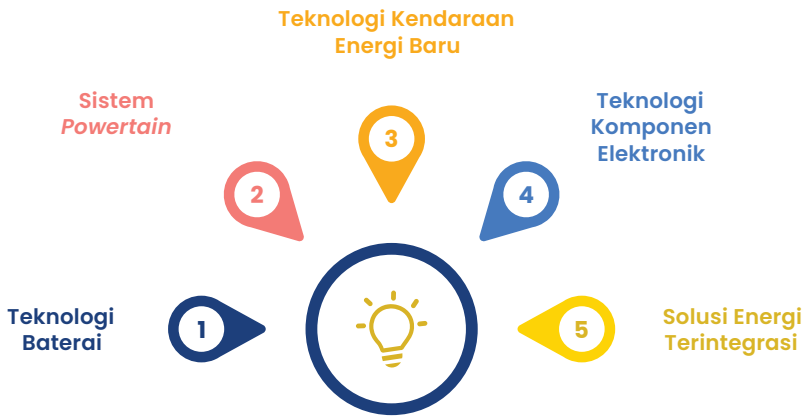 Teknologi Kendaraan
Energi Baru
Sistem
Powertain
Teknologi
Komponen
Elektronik
3
2
4
Teknologi
Baterai
1
5
Solusi Energi
Terintegrasi